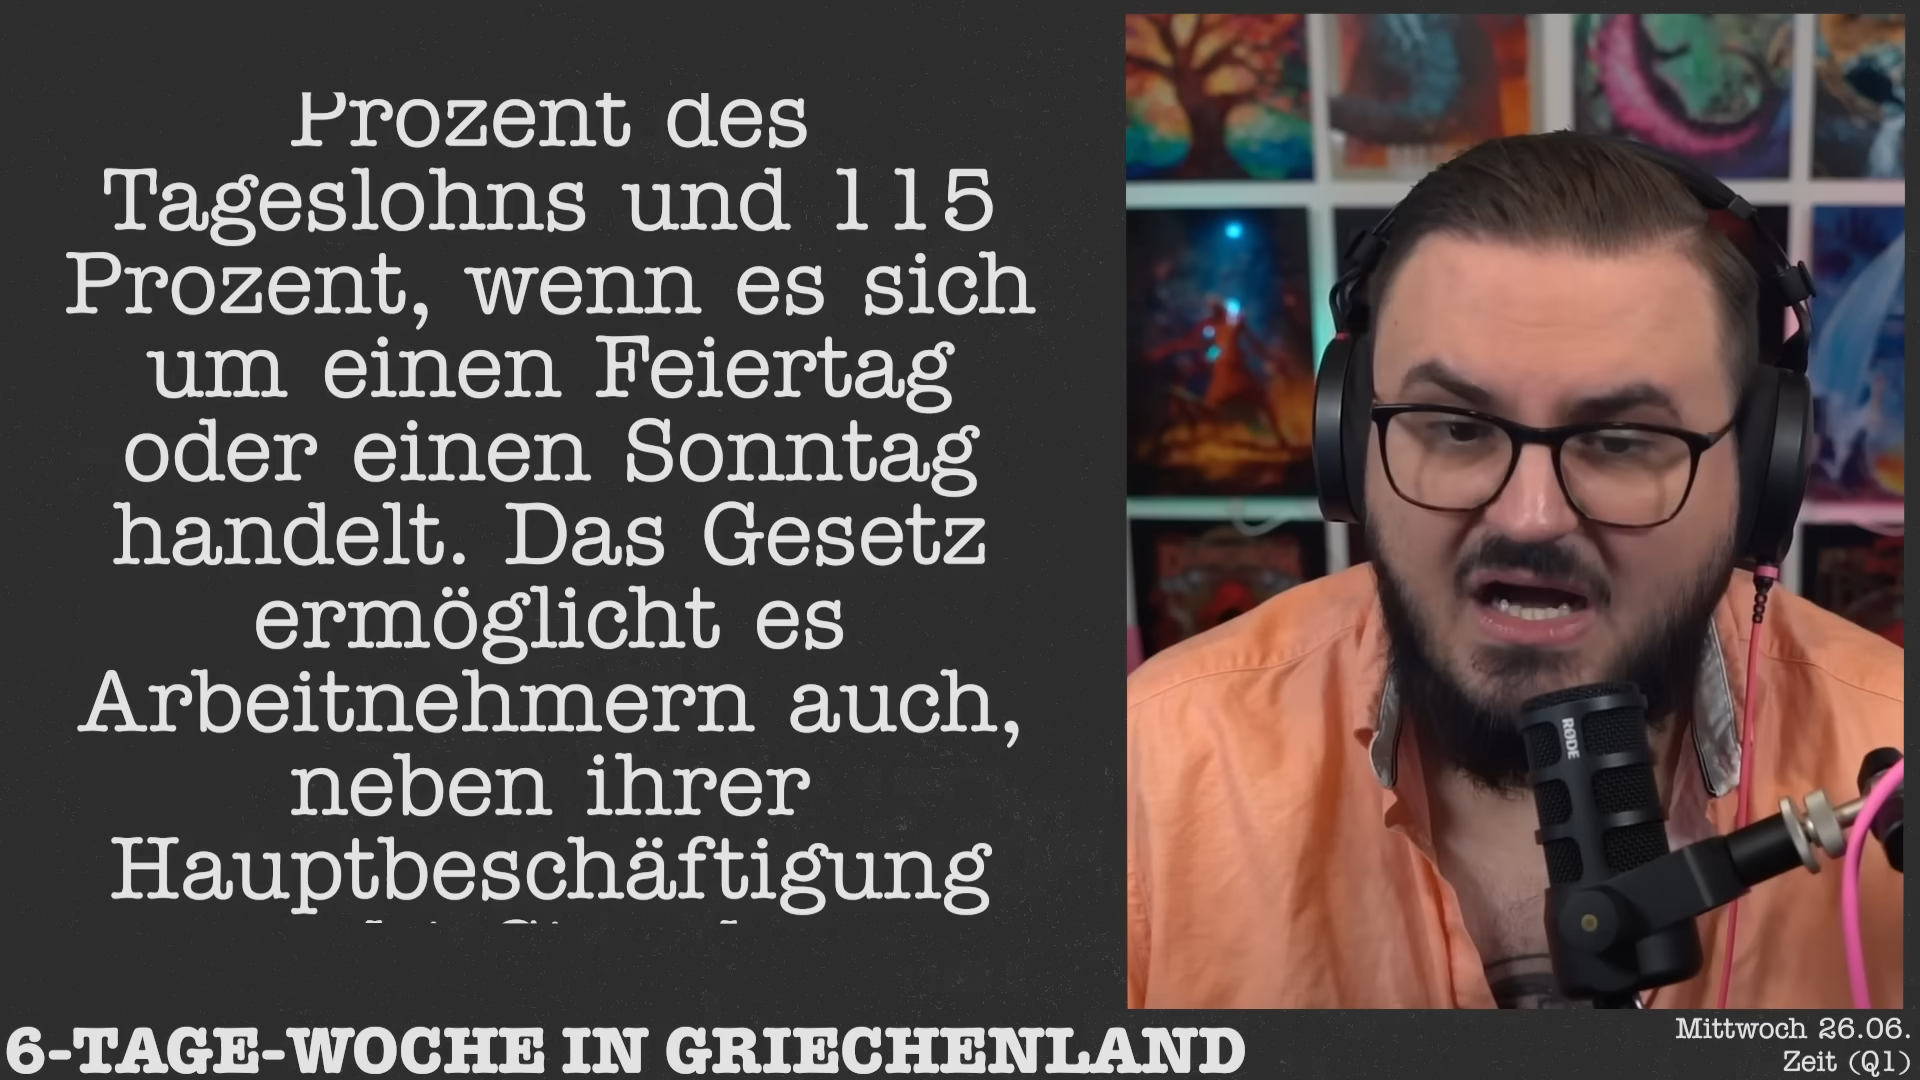 Prozent des
Tageslohns und 115
Prozent, wenn es sich
um einen Feiertag
oder einen Sonntag
handelt. Das Gesetz
ermöglicht es
Arbeitnehmern auch,
neben ihrer
Hauptbeschäftigung
RØDE
6-TAGE-WOCHE IN GRIECHENLAND
Mittwoch 26.06.
Zeit (Q1)